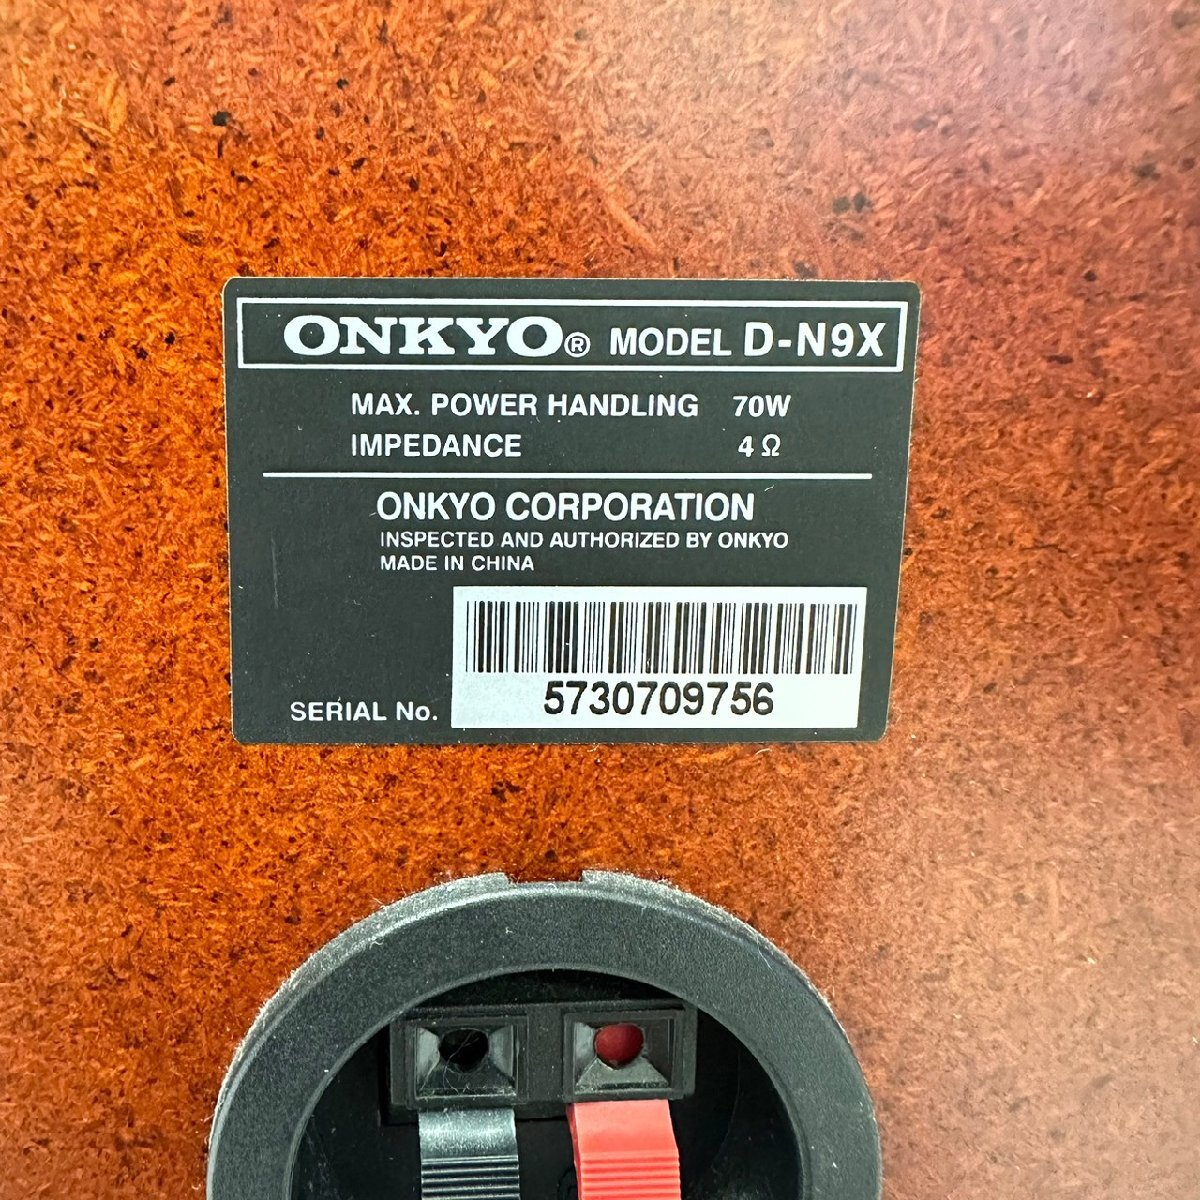 ONKYO® MODEL D-N9X
MAX. POWER HANDLING 70W
IMPEDANCE 4 Ω
ONKYO CORPORATION
INSPECTED AND AUTHORIZED BY ONKYO
MADE IN CHINA
SERIAL No. 5730709756